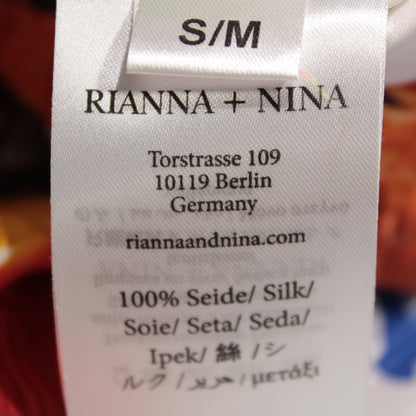 S/M
RIANNA + NINA
Torstrasse 109
10119 Berlin
Germany
riannaandnina.com
100% Seide/ Silk/
Soie/ Seta/ Seda/
Ipek/ 絲 /シ
ルク / حرير / μετάξι